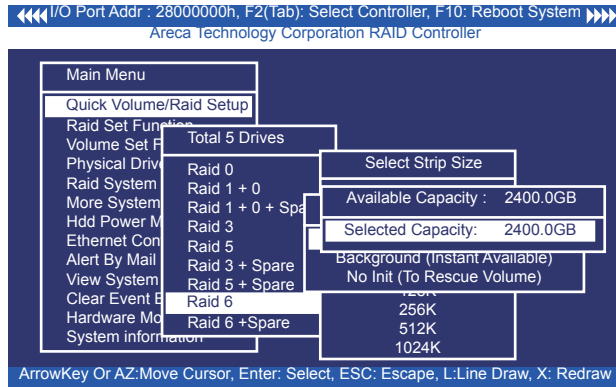 I/O Port Addr : 28000000h, F2(Tab): Select Controller, F10: Reboot System
Areca Technology Corporation RAID Controller
Main Menu
Quick Volume/Raid Setup
Raid Set Function
Volume Set F
Physical Driv
Raid System
More System
Hdd Power M
Ethernet Con
Alert By Mail
View System
Clear Event B
Hardware Mo
System information
Total 5 Drives
Raid 0
Raid 1 + 0
Raid 1 + 0 + Spa
Raid 3
Raid 5
Raid 3 + Spare
Raid 5 + Spare
Raid 6
Raid 6 +Spare
Select Strip Size
Available Capacity : 2400.0GB
Selected Capacity: 2400.0GB
Background (Instant Available)
No Init (To Rescue Volume)
128K
256K
512K
1024K
ArrowKey Or AZ:Move Cursor, Enter: Select, ESC: Escape, L:Line Draw, X: Redraw